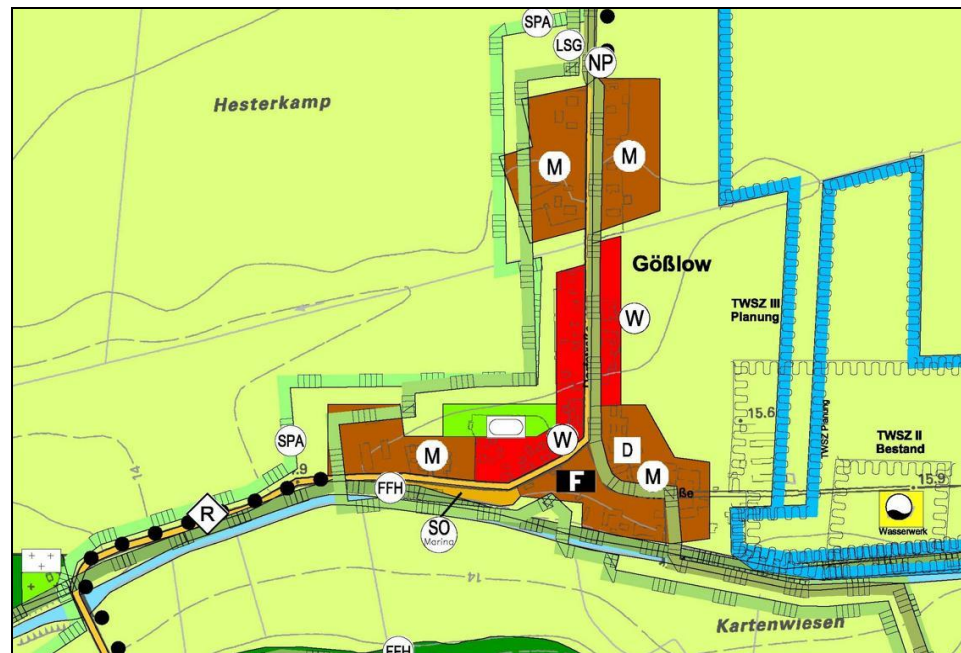 SPA
LSG
NP
Hesterkamp
M
M
Gößlow
W
TWSZ III
Planung
TWSZ Planung
15.6
SPA
M
W
D
TWSZ II
Bestand
F
M
ße
15.9
FFH
14
R
SO
Marina
Wasserwerk
14
Kartenwiesen
FFH